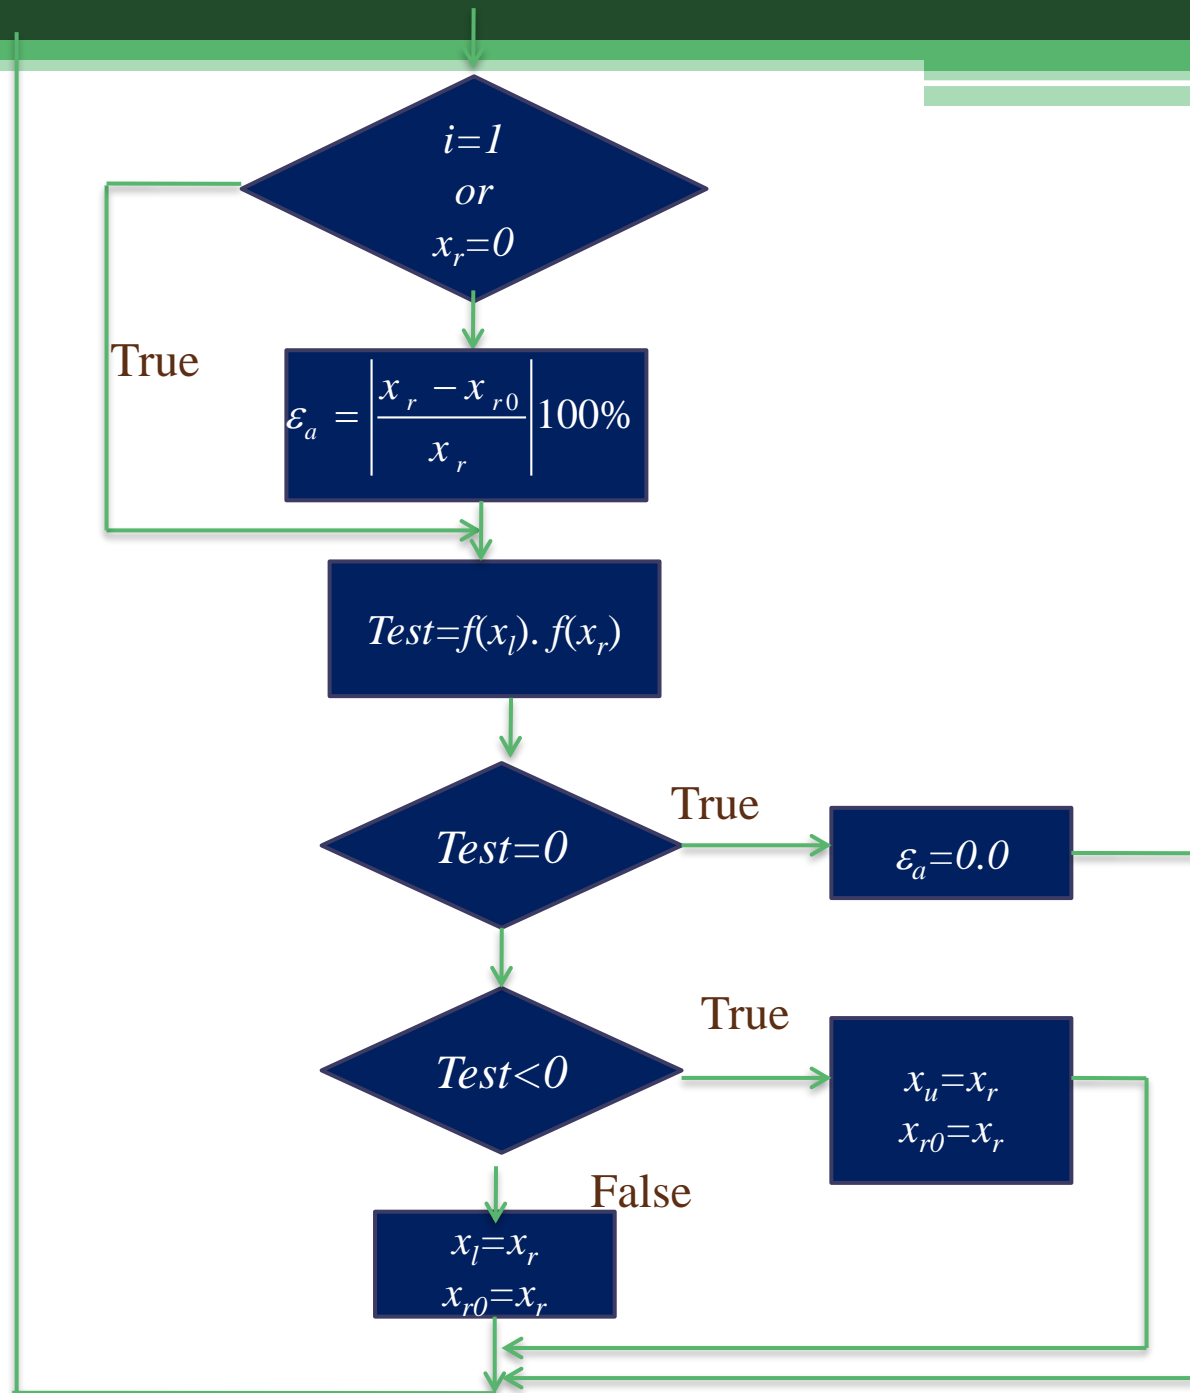 i=1
or
x_r=0
True
ε_a = |(x_r − x_r0)/x_r| 100%
Test=f(x_l). f(x_r)
True
Test=0
ε_a=0.0
True
Test<0
x_u=x_r
x_r0=x_r
False
x_l=x_r
x_r0=x_r